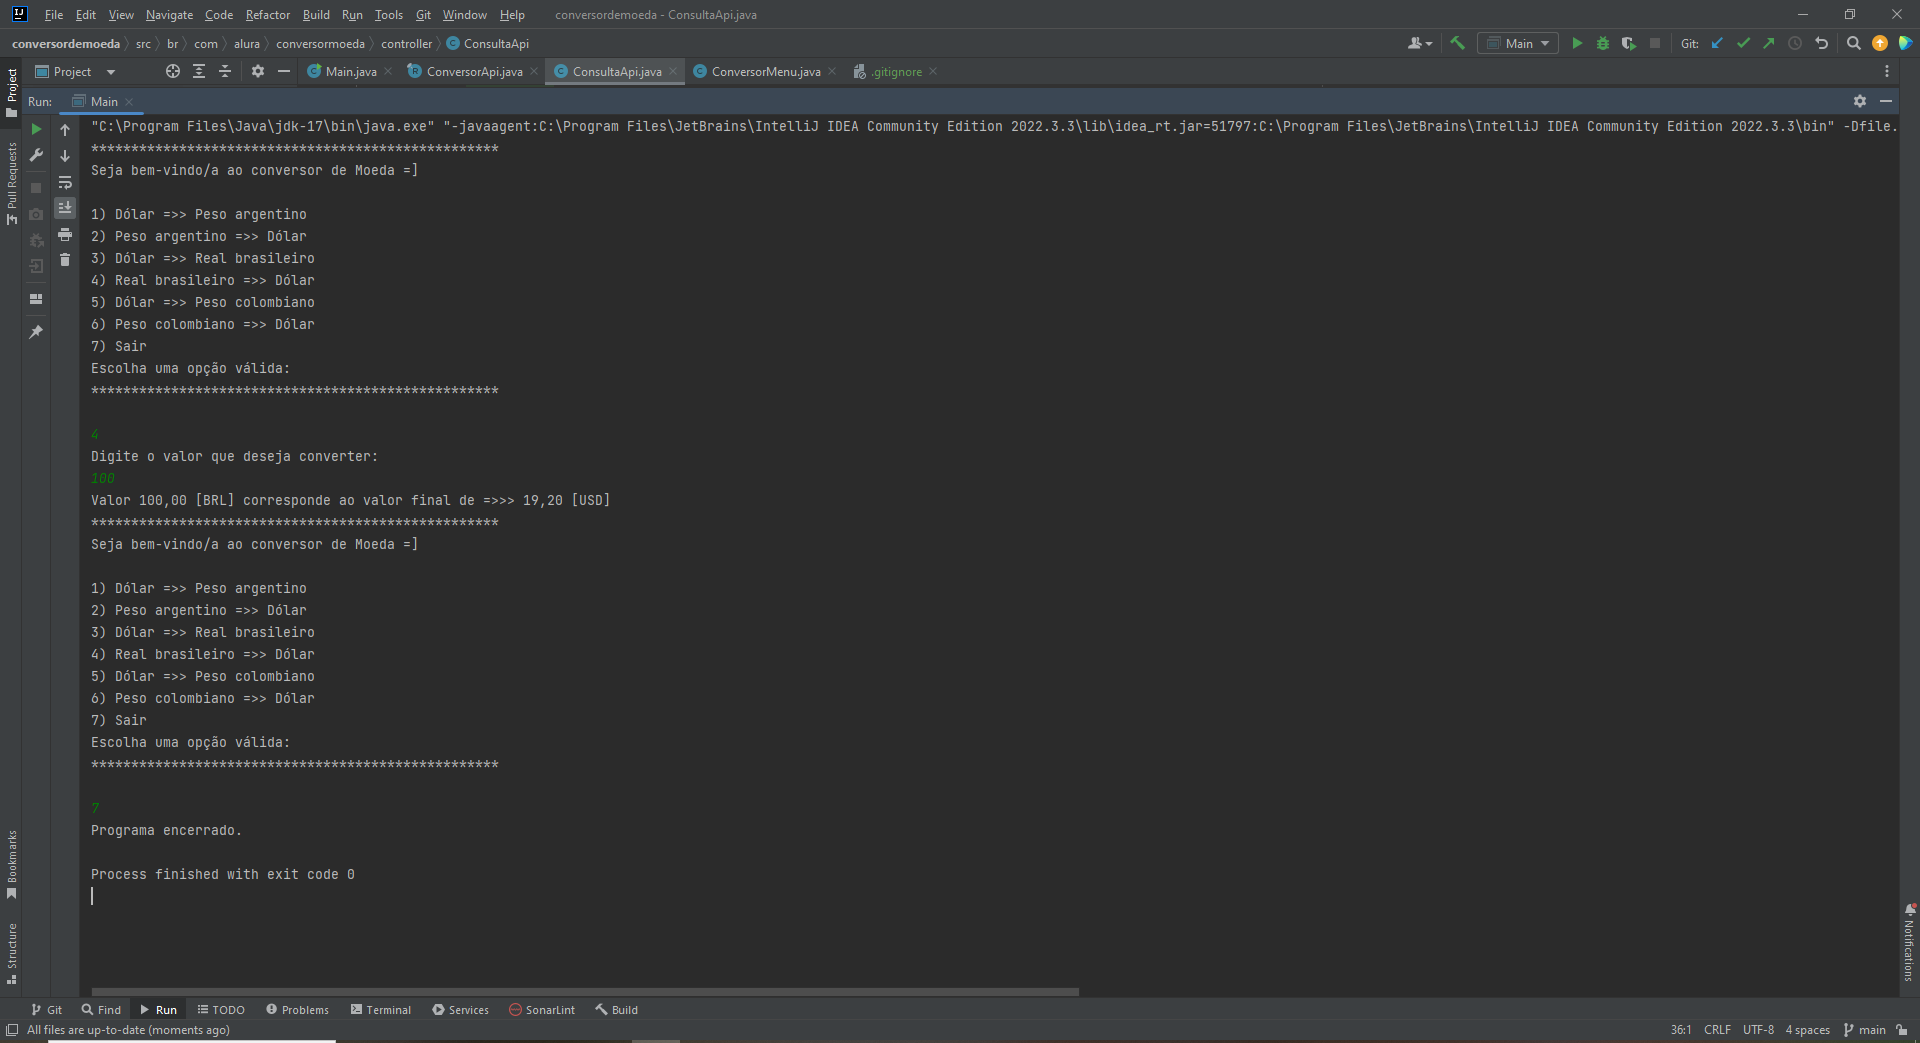 File Edit View Navigate Code Refactor Build Run Tools Git Window Help conversordemoeda - ConsultaApi.java
conversordemoeda src br com alura conversormoeda controller ConsultaApi Main Git:
Project Main.java ConversorApi.java ConsultaApi.java ConversorMenu.java .gitignore
Run: Main
"C:\Program Files\Java\jdk-17\bin\java.exe" "-javaagent:C:\Program Files\JetBrains\IntelliJ IDEA Community Edition 2022.3.3\lib\idea_rt.jar=51797:C:\Program Files\JetBrains\IntelliJ IDEA Community Edition 2022.3.3\bin" -Dfile.
***************************************************
Seja bem-vindo/a ao conversor de Moeda =]
1) Dólar =>> Peso argentino
2) Peso argentino =>> Dólar
3) Dólar =>> Real brasileiro
4) Real brasileiro =>> Dólar
5) Dólar =>> Peso colombiano
6) Peso colombiano =>> Dólar
7) Sair
Escolha uma opção válida:
***************************************************
4
Digite o valor que deseja converter:
100
Valor 100,00 [BRL] corresponde ao valor final de =>>> 19,20 [USD]
***************************************************
Seja bem-vindo/a ao conversor de Moeda =]
1) Dólar =>> Peso argentino
2) Peso argentino =>> Dólar
3) Dólar =>> Real brasileiro
4) Real brasileiro =>> Dólar
5) Dólar =>> Peso colombiano
6) Peso colombiano =>> Dólar
7) Sair
Escolha uma opção válida:
***************************************************
7
Programa encerrado.
Process finished with exit code 0
Project
Pull Requests
Bookmarks
Structure
Notifications
Git Find Run TODO Problems Terminal Services SonarLint Build
All files are up-to-date (moments ago) 36:1 CRLF UTF-8 4 spaces main